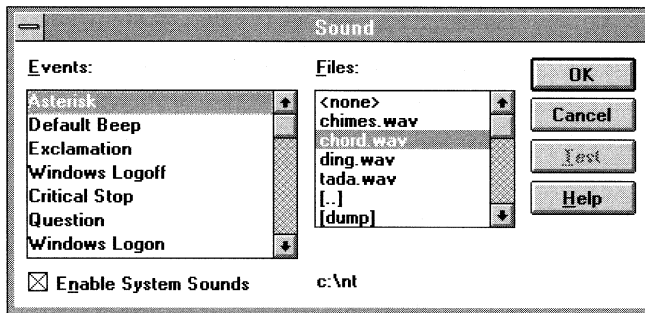 Sound
Events:
Asterisk
Default Beep
Exclamation
Windows Logoff
Critical Stop
Question
Windows Logon
Enable System Sounds
Files:
<none>
chimes.wav
chord.wav
ding.wav
tada.wav
[..]
[dump]
c:\nt
OK
Cancel
Test
Help